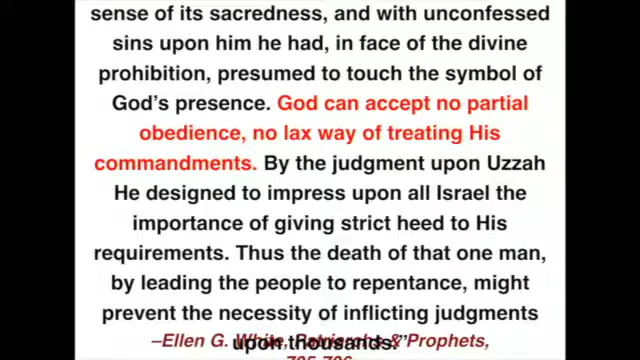 sense of its sacredness, and with unconfessed
sins upon him he had, in face of the divine
prohibition, presumed to touch the symbol of
God's presence. God can accept no partial
obedience, no lax way of treating His
commandments. By the judgment upon Uzzah
He designed to impress upon all Israel the
importance of giving strict heed to His
requirements. Thus the death of that one man,
by leading the people to repentance, might
prevent the necessity of inflicting judgments
upon thousands.”
–Ellen G. White, Patriarchs & Prophets,
705-706